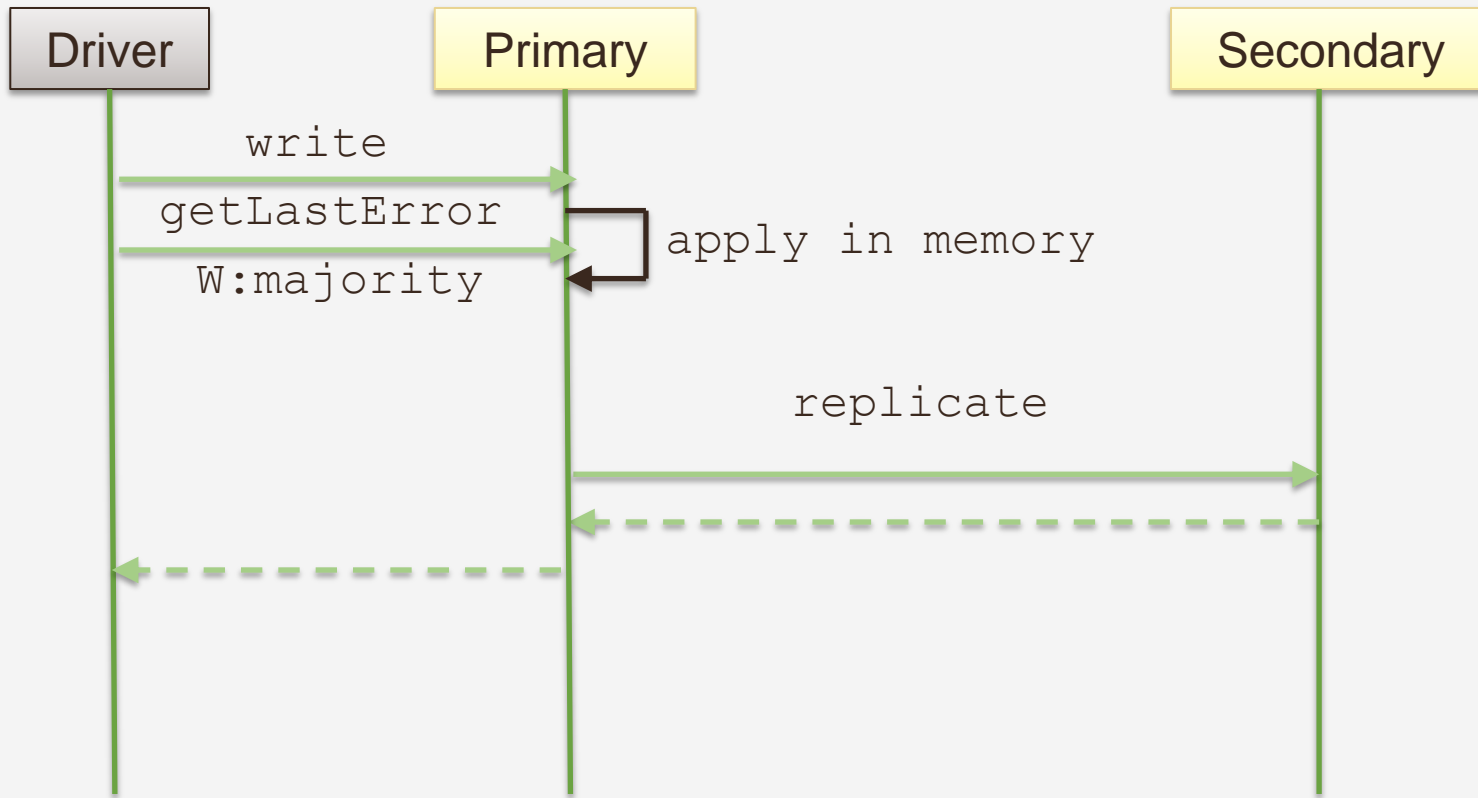 Driver
Primary
Secondary
write
getLastError
W:majority
apply in memory
replicate